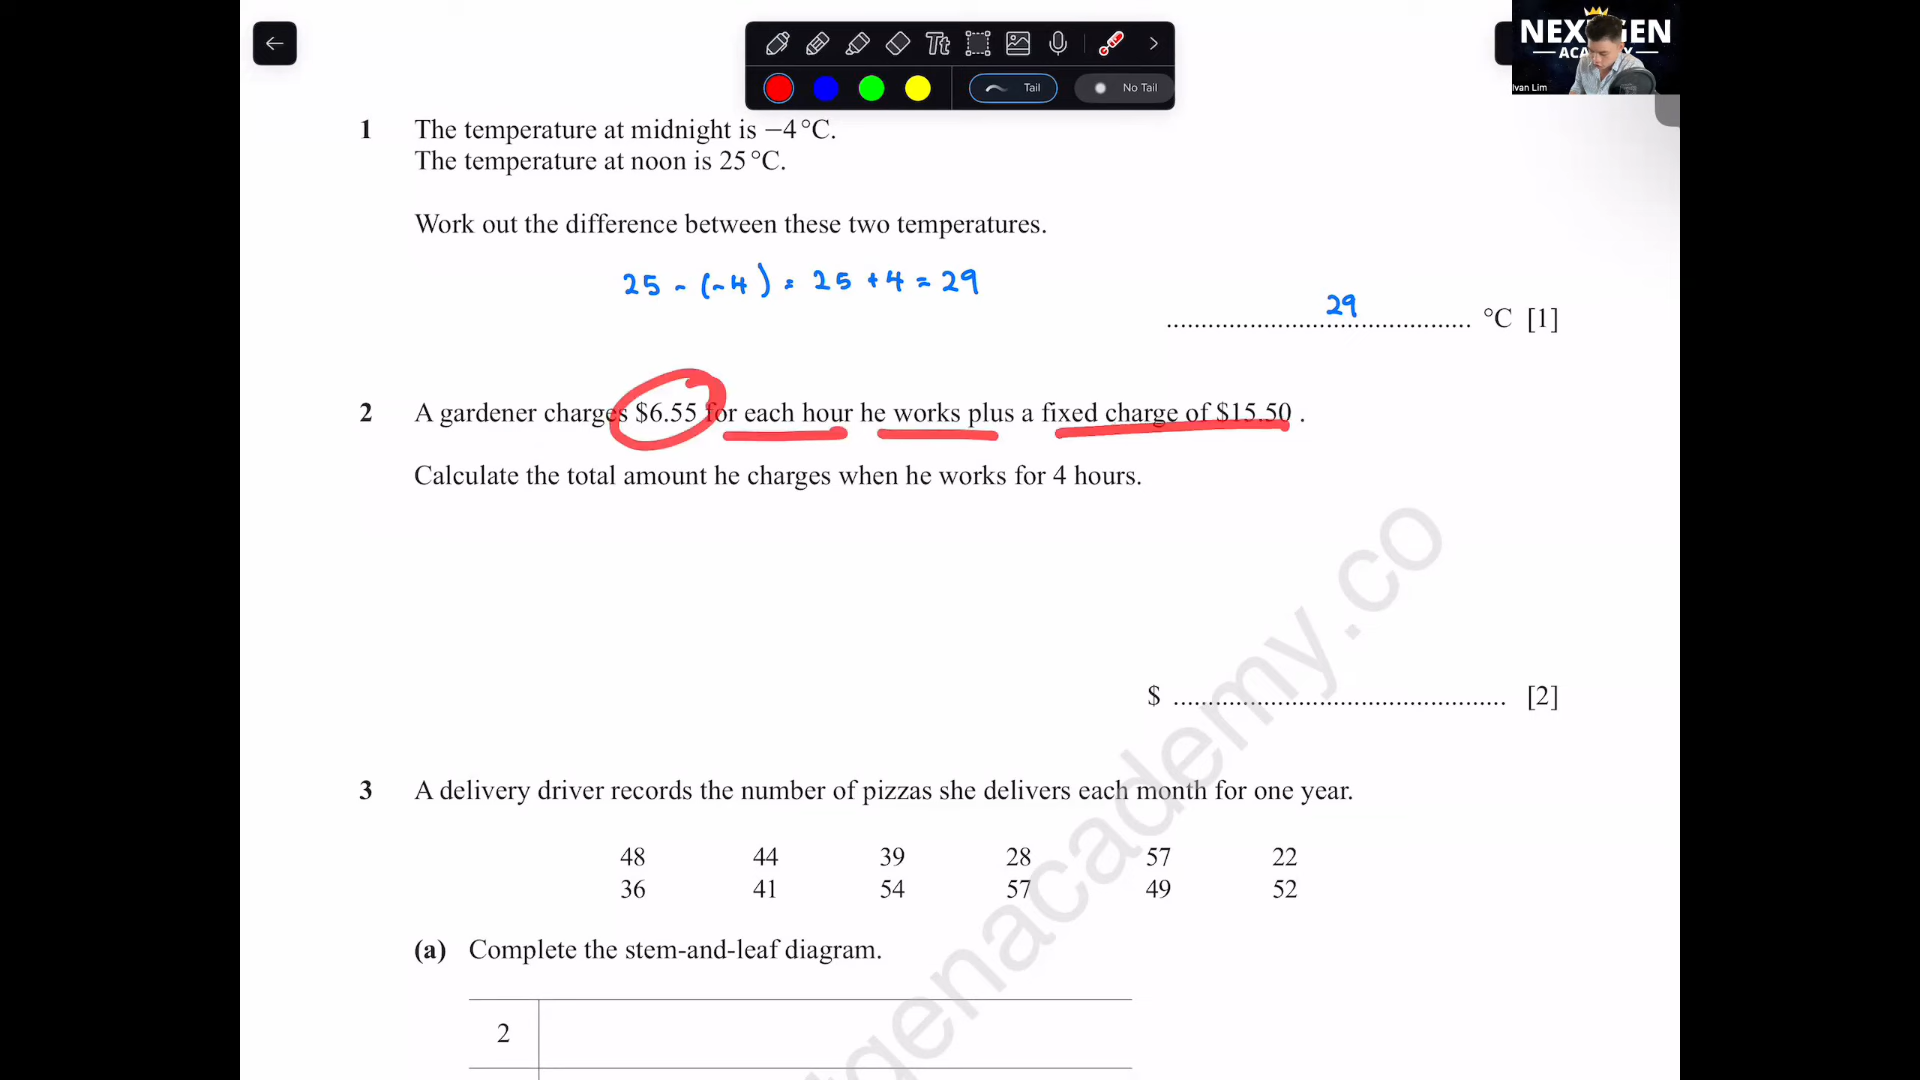 Tt
Tail
No Tail
NEXTGEN
ACADEMY
Ivan Lim
1 The temperature at midnight is −4 °C.
The temperature at noon is 25 °C.
Work out the difference between these two temperatures.
25 - (-4) = 25 + 4 = 29
29
.......................................... °C [1]
2 A gardener charges $6.55 for each hour he works plus a fixed charge of $15.50 .
Calculate the total amount he charges when he works for 4 hours.
$ .............................................. [2]
3 A delivery driver records the number of pizzas she delivers each month for one year.
48 44 39 28 57 22
36 41 54 57 49 52
(a) Complete the stem-and-leaf diagram.
2
tgenacademy.co